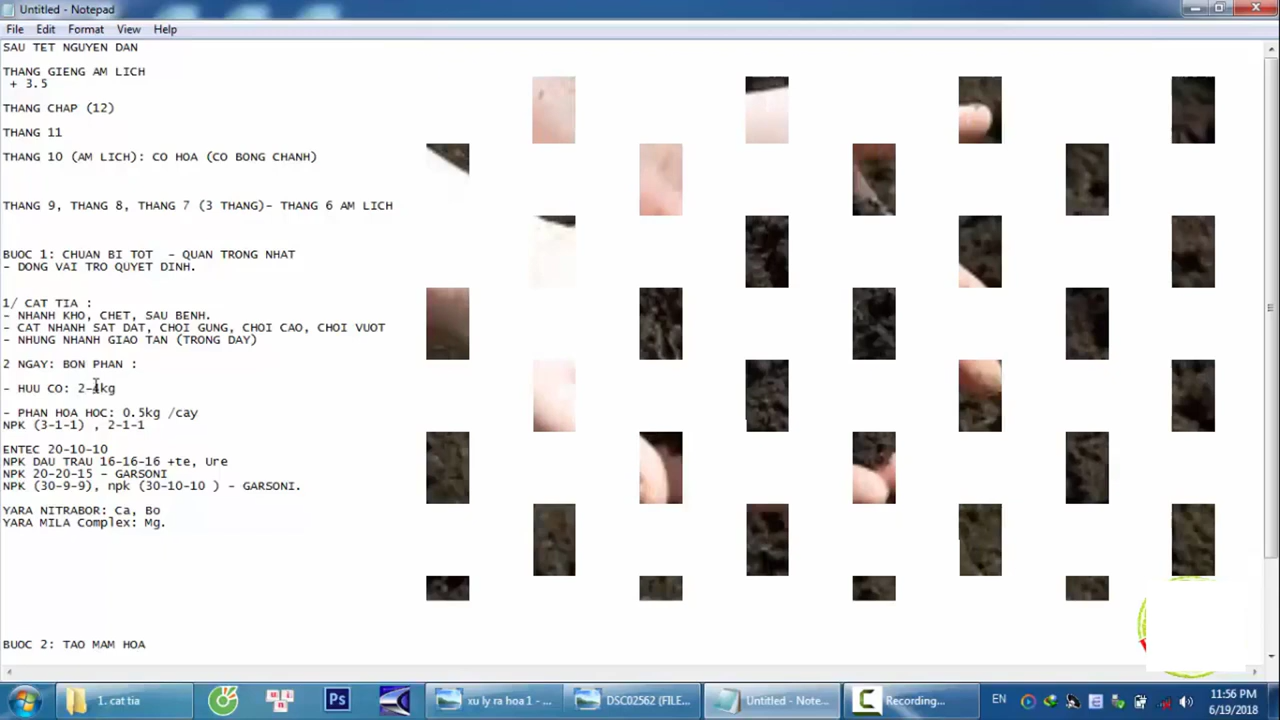 Untitled - Notepad
File Edit Format View Help
SAU TET NGUYEN DAN
THANG GIENG AM LICH
+ 3.5
THANG CHAP (12)
THANG 11
THANG 10 (AM LICH): CO HOA (CO BONG CHANH)
THANG 9, THANG 8, THANG 7 (3 THANG)- THANG 6 AM LICH
BUOC 1: CHUAN BI TOT - QUAN TRONG NHAT
- DONG VAI TRO QUYET DINH.
1/ CAT TIA :
- NHANH KHO, CHET, SAU BENH.
- CAT NHANH SAT DAT, CHOI GUNG, CHOI CAO, CHOI VUOT
- NHUNG NHANH GIAO TAN (TRONG DAY)
2 NGAY: BON PHAN :
- HUU CO:
- PHAN HOA HOC: 0.5kg /cay
NPK (3-1-1) , 2-1-1
ENTEC 20-10-10
NPK DAU TRAU 16-16-16 +te, Ure
NPK 20-20-15 - GARSONI
NPK (30-9-9), npk (30-10-10 ) - GARSONI.
YARA NITRABOR: Ca, Bo
YARA MILA Complex: Mg.
BUOC 2: TAO MAM HOA
1. cat tia
Ps
xu ly ra hoa 1 - ...
DSC02562 (FILE...
Untitled - Note...
Recording...
EN
11:56 PM
6/19/2018